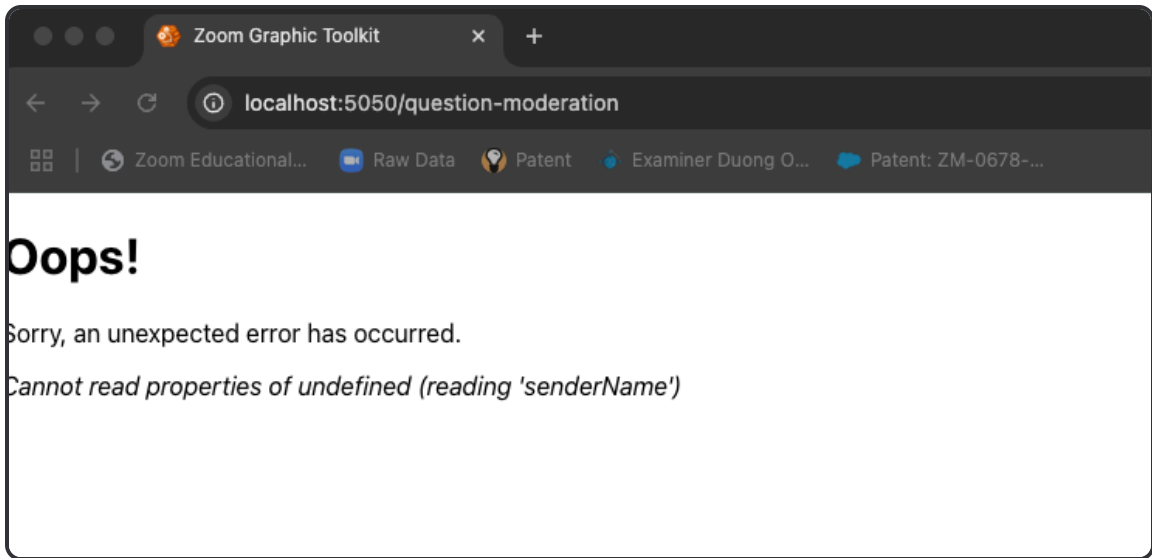 Zoom Graphic Toolkit
localhost:5050/question-moderation
Zoom Educational... Raw Data Patent Examiner Duong O... Patent: ZM-0678-...
Oops!
Sorry, an unexpected error has occurred.
Cannot read properties of undefined (reading 'senderName')